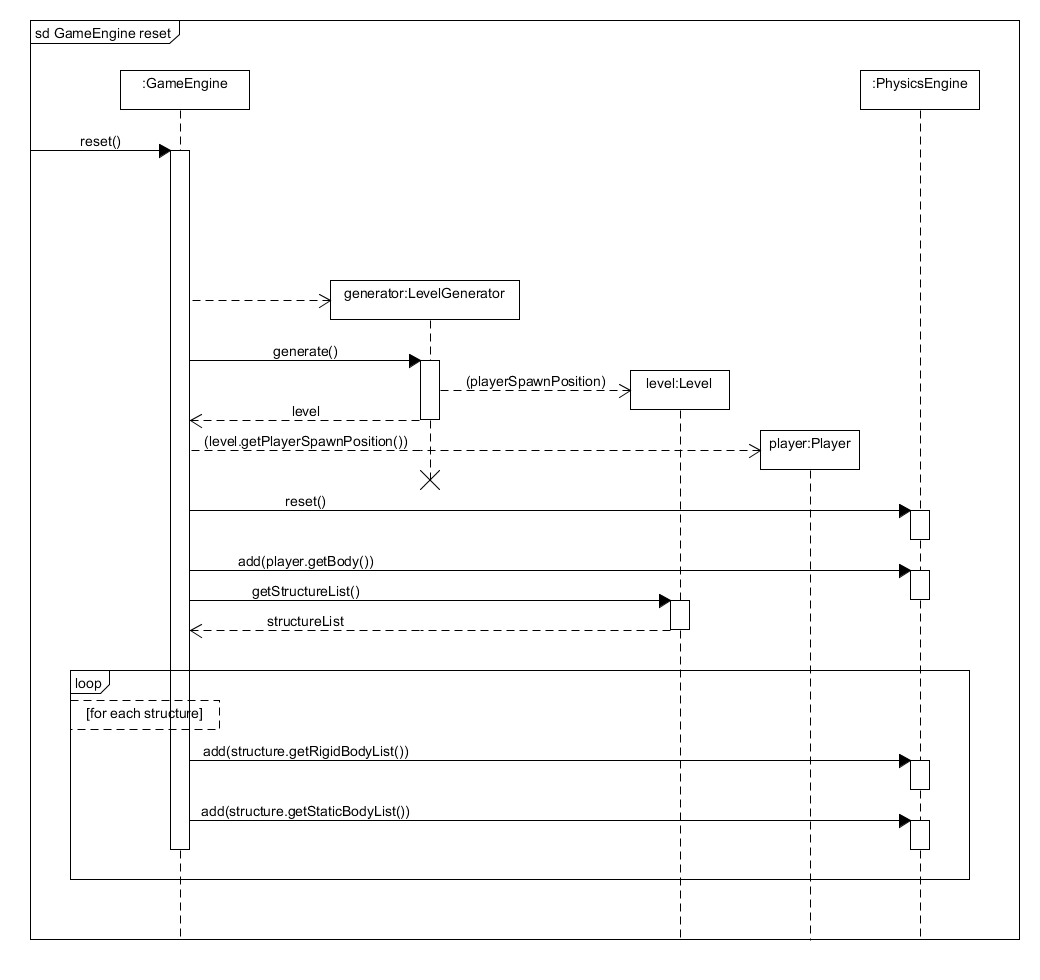 sd GameEngine reset
:GameEngine
:PhysicsEngine
reset()
generator:LevelGenerator
generate()
(playerSpawnPosition)
level:Level
level
(level.getPlayerSpawnPosition())
player:Player
reset()
add(player.getBody())
getStructureList()
structureList
loop
[for each structure]
add(structure.getRigidBodyList())
add(structure.getStaticBodyList())